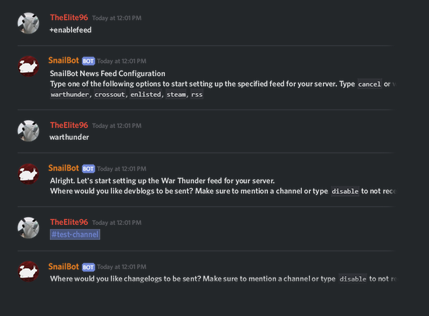 TheElite96 Today at 12:01 PM
+enablefeed
SnailBot BOT Today at 12:01 PM
SnailBot News Feed Configuration
Type one of the following options to start setting up the specified feed for your server. Type cancel or
warthunder, crossout, enlisted, steam, rss
TheElite96 Today at 12:01 PM
warthunder
SnailBot BOT Today at 12:01 PM
Alright. Let's start setting up the War Thunder feed for your server.
Where would you like devblogs to be sent? Make sure to mention a channel or type disable to not
TheElite96 Today at 12:01 PM
#test-channel
SnailBot BOT Today at 12:01 PM
Where would you like changelogs to be sent? Make sure to mention a channel or type disable to not